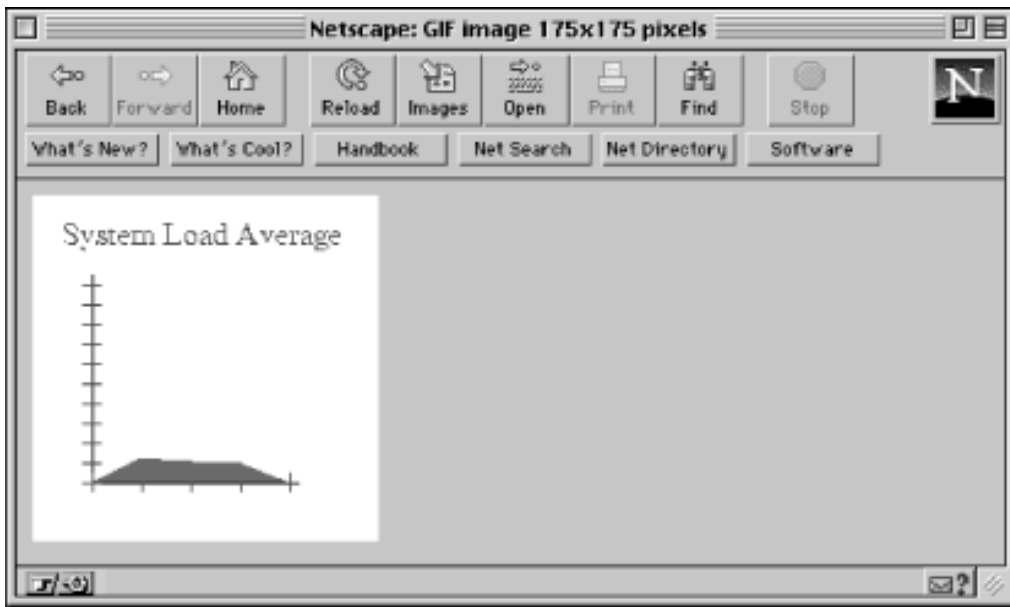 Netscape: GIF image 175x175 pixels
Back Forward Home Reload Images Open Print Find Stop N
What's New? What's Cool? Handbook Net Search Net Directory Software
System Load Average
?